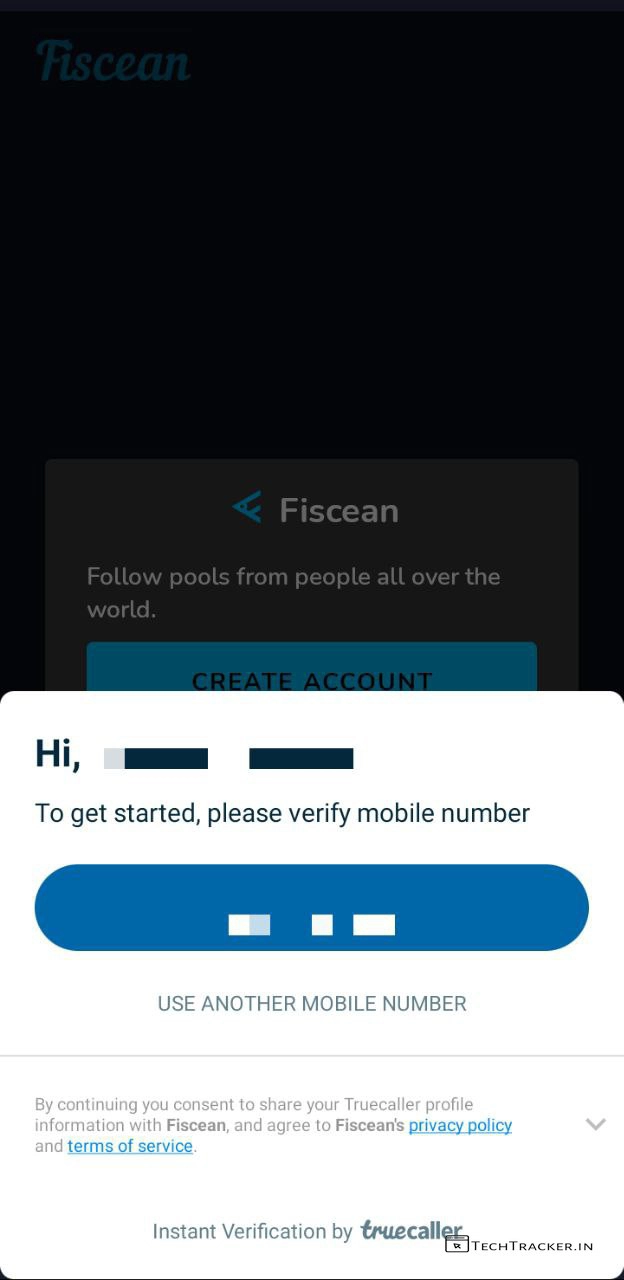 Fiscean
Fiscean
Follow pools from people all over the
world.
CREATE ACCOUNT
Hi,
To get started, please verify mobile number
USE ANOTHER MOBILE NUMBER
By continuing you consent to share your Truecaller profile
information with Fiscean, and agree to Fiscean's privacy policy
and terms of service.
Instant Verification by truecaller
TECHTRACKER.IN